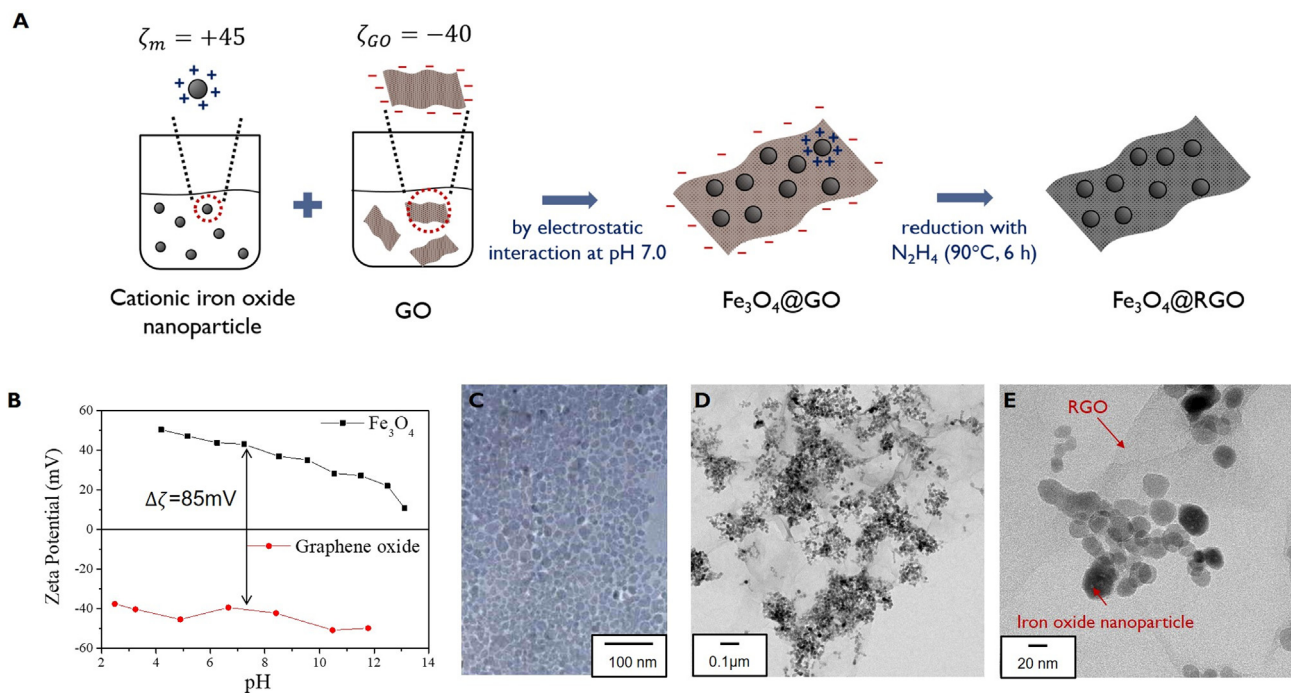 A
ζm = +45
ζGO = −40
by electrostatic
interaction at pH 7.0
reduction with
N₂H₄ (90°C, 6 h)
Cationic iron oxide
nanoparticle
GO
Fe₃O₄@GO
Fe₃O₄@RGO
B
Zeta Potential (mV)
60
40
20
0
-20
-40
-60
Fe₃O₄
Δζ=85mV
Graphene oxide
2
4
6
8
10
12
14
pH
C
100 nm
D
0.1μm
E
RGO
Iron oxide nanoparticle
20 nm